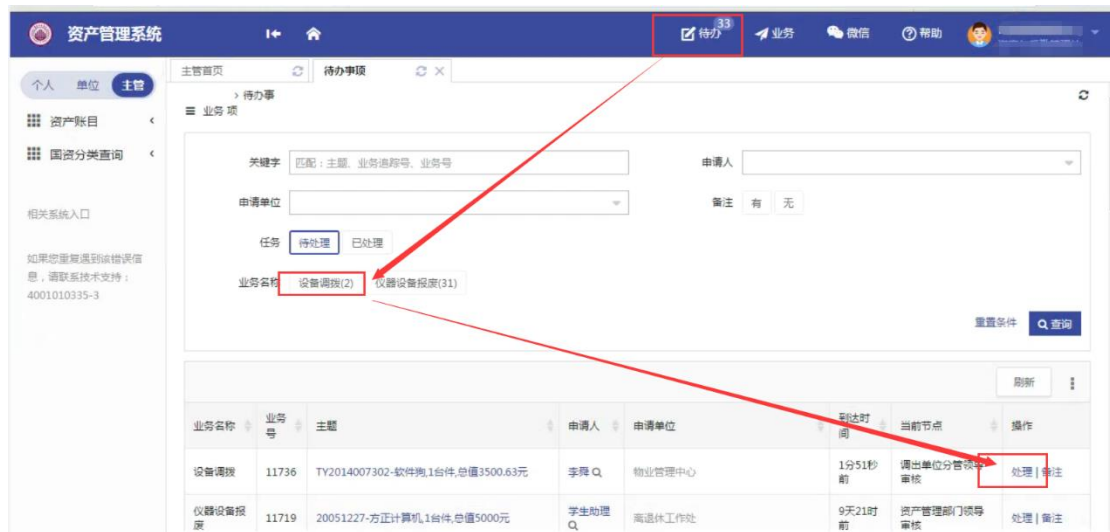 资产管理系统
33
待办
业务
微信
帮助
个人 单位 主管
资产账目
国资分类查询
相关系统入口
如果您重复遇到该错误信
息，请联系技术支持：
4001010335-3
主管首页 待办事项
> 待办事
业务 项
关键字 匹配：主题、业务追踪号、业务号
申请人
申请单位
备注 有 无
任务 待处理 已处理
业务名称 设备调拨(2) 仪器设备报废(31)
重置条件 查询
刷新
业务名称 业务号 主题 申请人 申请单位 到达时间 当前节点 操作
设备调拨 11736 TY2014007302-软件狗,1台件,总值3500.63元 李舜 物业管理中心 1分51秒前 调出单位分管领导审核 处理 | 备注
仪器设备报废 11719 20051227-方正计算机,1台件,总值5000元 学生助理 离退休工作处 9天21时前 资产管理部门领导审核 处理 | 备注